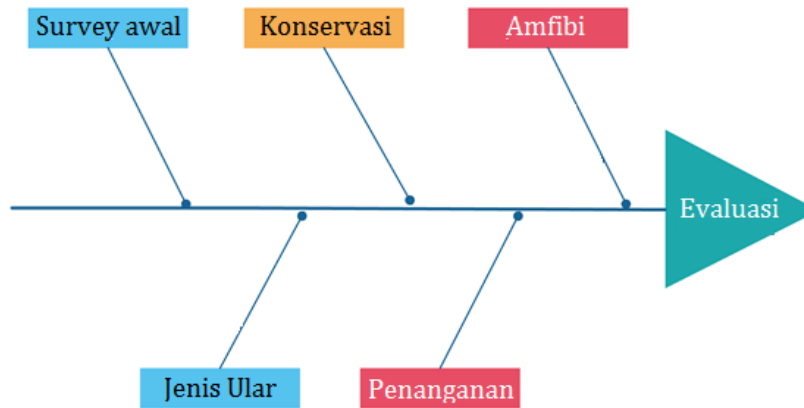 Survey awal
Konservasi
Amfibi
Evaluasi
Jenis Ular
Penanganan